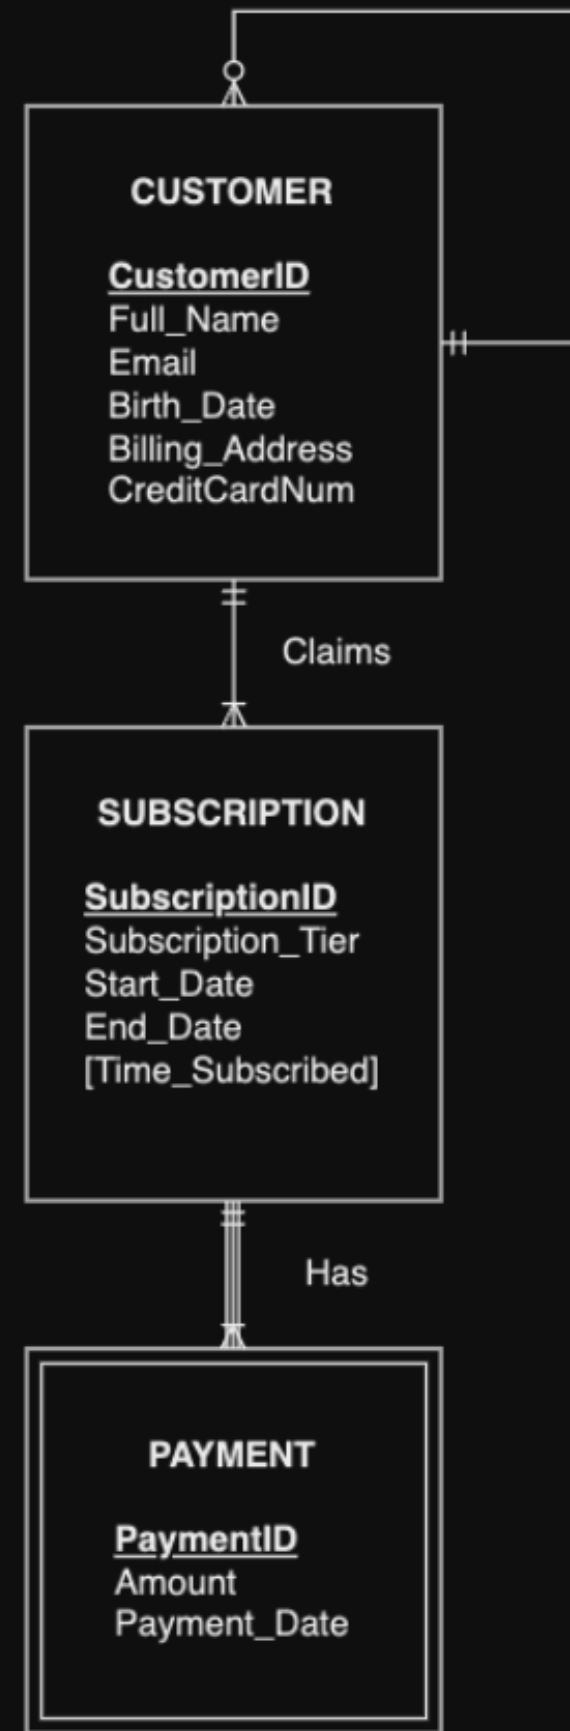 CUSTOMER
CustomerID
Full_Name
Email
Birth_Date
Billing_Address
CreditCardNum
Claims
SUBSCRIPTION
SubscriptionID
Subscription_Tier
Start_Date
End_Date
[Time_Subscribed]
Has
PAYMENT
PaymentID
Amount
Payment_Date